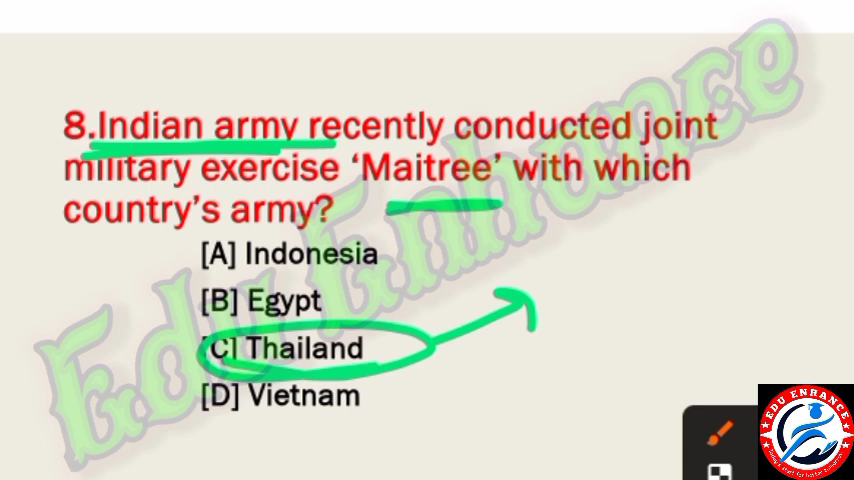 8.Indian army recently conducted joint
military exercise ‘Maitree’ with which
country’s army?
[A] Indonesia
[B] Egypt
[C] Thailand
[D] Vietnam
Edu Enhance
EDU ENHANCE